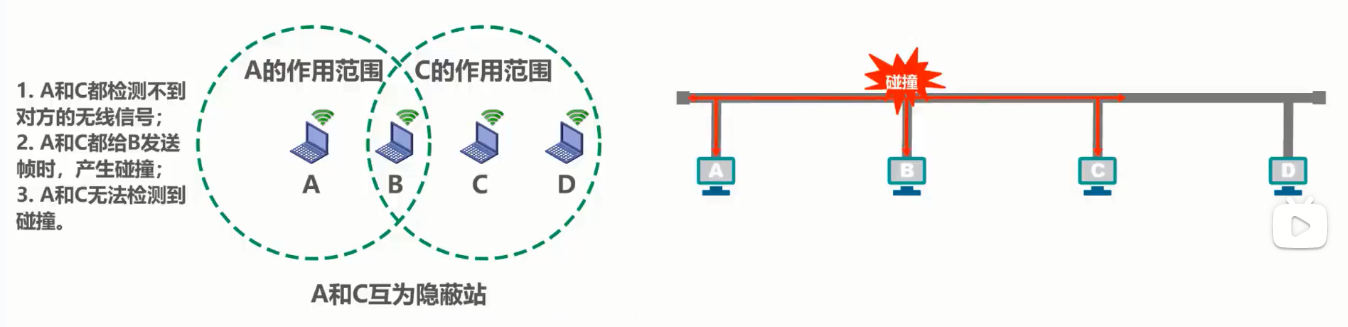 1. A和C都检测不到
对方的无线信号；
2. A和C都给B发送
帧时，产生碰撞；
3. A和C无法检测到
碰撞。
A的作用范围
C的作用范围
A
B
C
D
A和C互为隐蔽站
碰撞
A
B
C
D